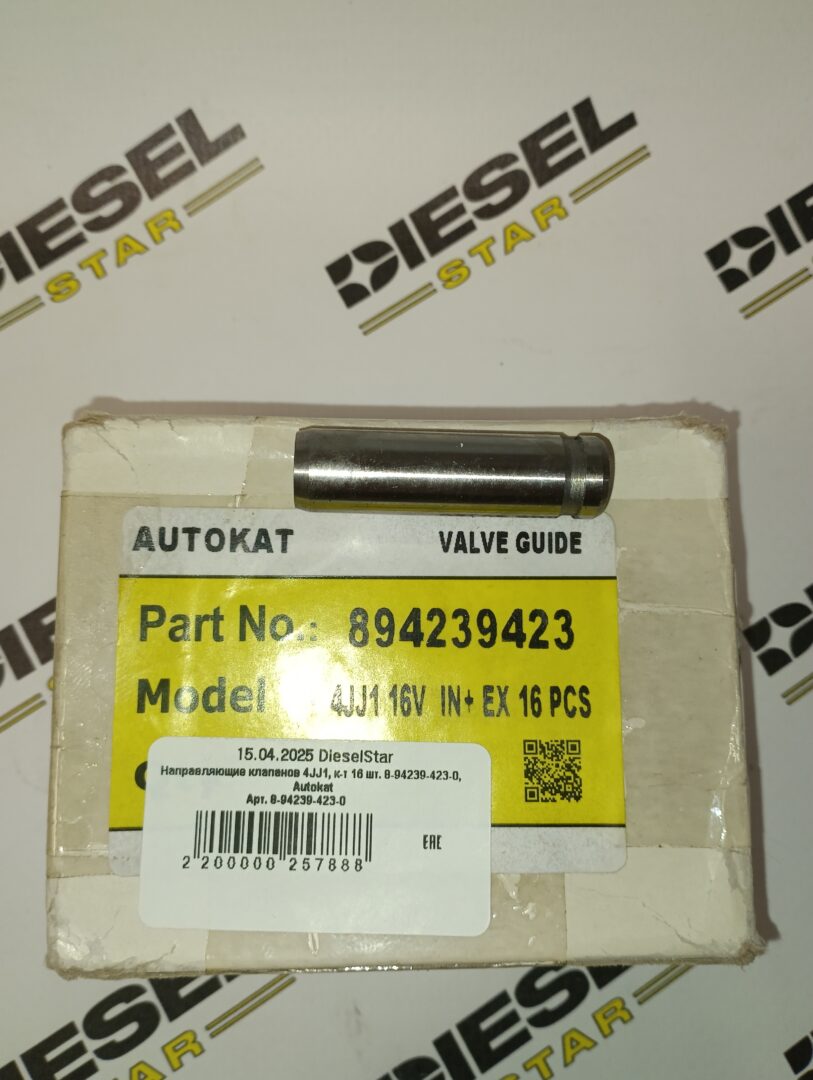 DIESEL
STAR
DIESEL
STAR
AUTOKAT VALVE GUIDE
Part No.: 894239423
Model 4JJ1 16V IN+ EX 16 PCS
15.04.2025 DieselStar
Направляющие клапанов 4JJ1, к-т 16 шт. 8-94239-423-0,
Autokat
Арт. 8-94239-423-0
EAC
2 200000 257888
DIESEL
STAR
DIESEL
STAR